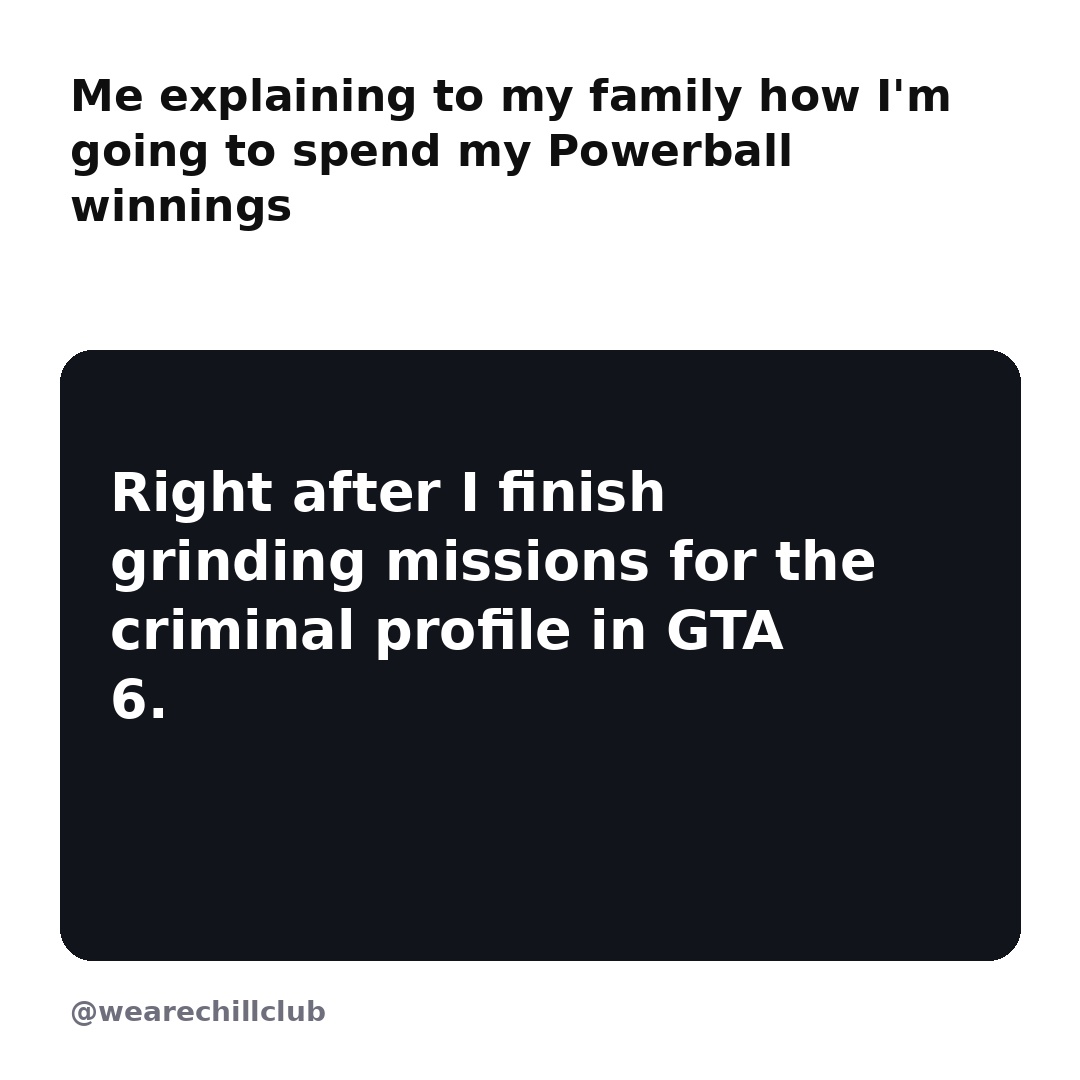 Me explaining to my family how I'm
going to spend my Powerball
winnings
Right after I finish
grinding missions for the
criminal profile in GTA
6.
@wearechillclub